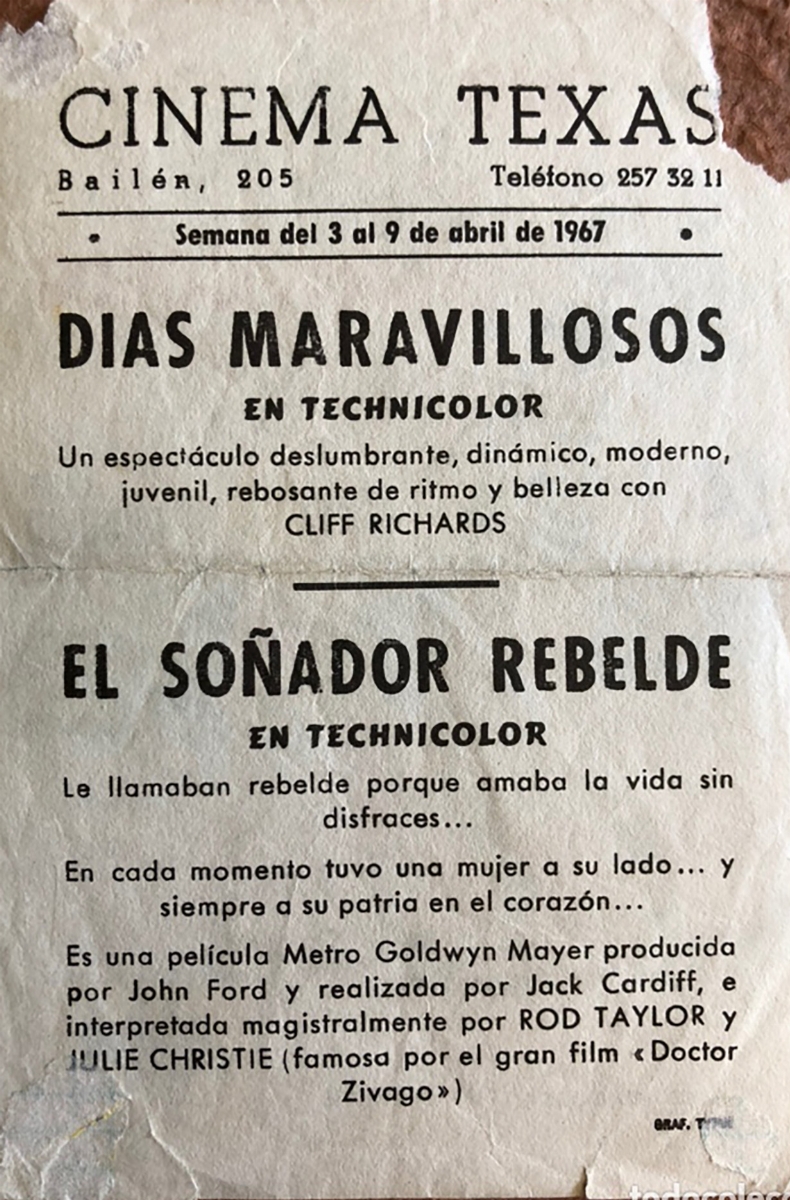 CINEMA TEXAS
Bailén, 205 Teléfono 257 32 11
• Semana del 3 al 9 de abril de 1967 •
DIAS MARAVILLOSOS
EN TECHNICOLOR
Un espectáculo deslumbrante, dinámico, moderno,
juvenil, rebosante de ritmo y belleza con
CLIFF RICHARDS
EL SOÑADOR REBELDE
EN TECHNICOLOR
Le llamaban rebelde porque amaba la vida sin
disfraces...
En cada momento tuvo una mujer a su lado... y
siempre a su patria en el corazón...
Es una película Metro Goldwyn Mayer producida
por John Ford y realizada por Jack Cardiff, e
interpretada magistralmente por ROD TAYLOR y
JULIE CHRISTIE (famosa por el gran film «Doctor
Zivago»)
GRAF.